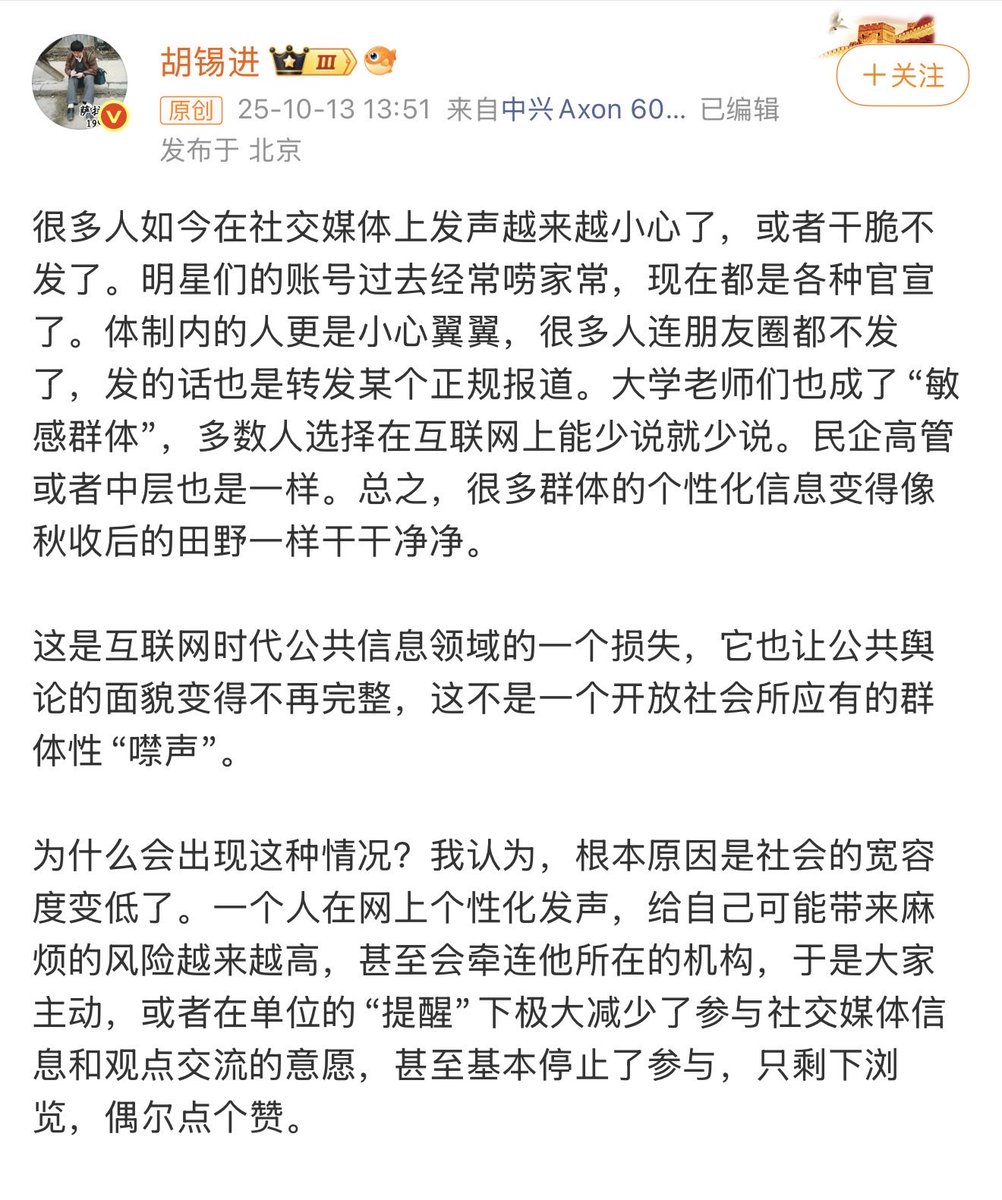 胡锡进 III
原创 25-10-13 13:51 来自中兴Axon 60... 已编辑
发布于 北京
+关注
很多人如今在社交媒体上发声越来越小心了，或者干脆不
发了。明星们的账号过去经常唠家常，现在都是各种官宣
了。体制内的人更是小心翼翼，很多人连朋友圈都不发
了，发的话也是转发某个正规报道。大学老师们也成了“敏
感群体”，多数人选择在互联网上能少说就少说。民企高管
或者中层也是一样。总之，很多群体的个性化信息变得像
秋收后的田野一样干干净净。
这是互联网时代公共信息领域的一个损失，它也让公共舆
论的面貌变得不再完整，这不是一个开放社会所应有的群
体性“噤声”。
为什么会出现这种情况？我认为，根本原因是社会的宽容
度变低了。一个人在网上个性化发声，给自己可能带来麻
烦的风险越来越高，甚至会牵连他所在的机构，于是大家
主动，或者在单位的“提醒”下极大减少了参与社交媒体信
息和观点交流的意愿，甚至基本停止了参与，只剩下浏
览，偶尔点个赞。